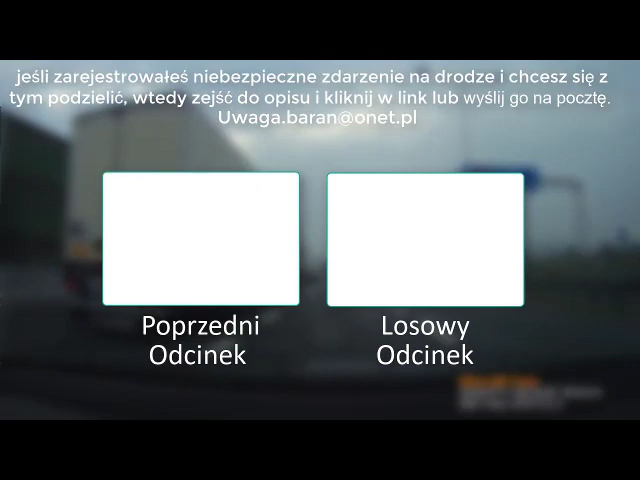 jeśli zarejestrowałeś niebezpieczne zdarzenie na drodze i chcesz się z
tym podzielić, wtedy zejść do opisu i kliknij w link lub wyślij go na pocztę.
Uwaga.baran@onet.pl
Poprzedni Losowy
Odcinek Odcinek